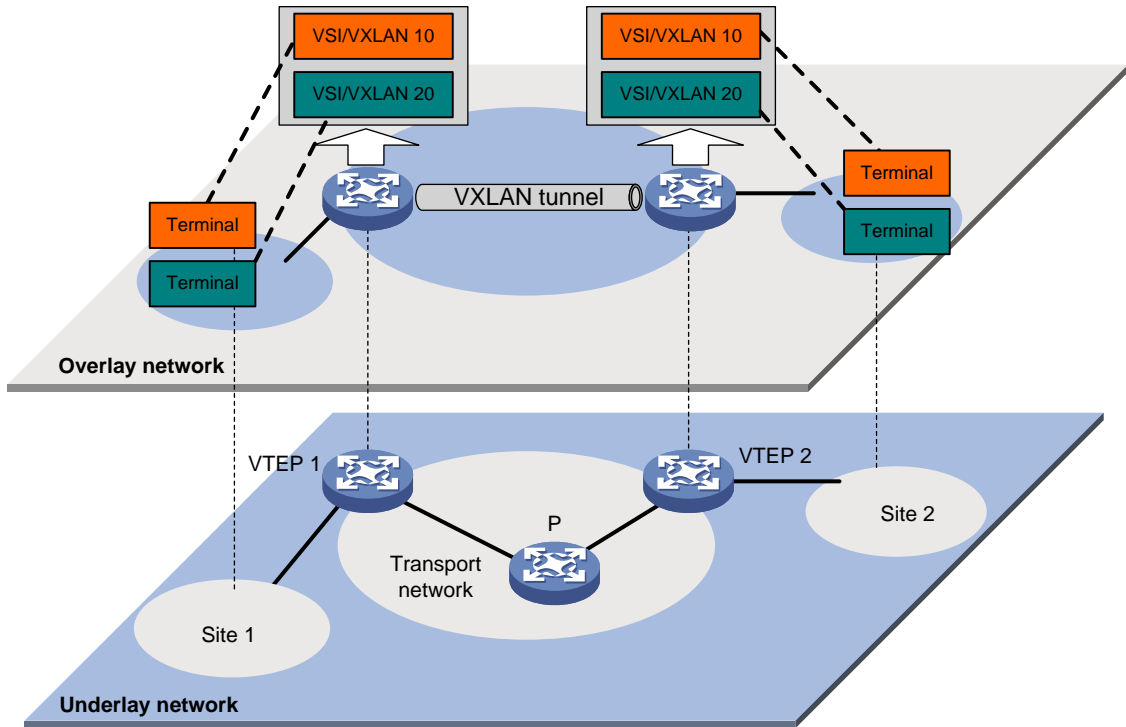 VSI/VXLAN 10
VSI/VXLAN 10
VSI/VXLAN 20
VSI/VXLAN 20
Terminal
VXLAN tunnel
Terminal
Terminal
Terminal
Overlay network
VTEP 1
VTEP 2
Site 2
P
Transport
network
Site 1
Underlay network